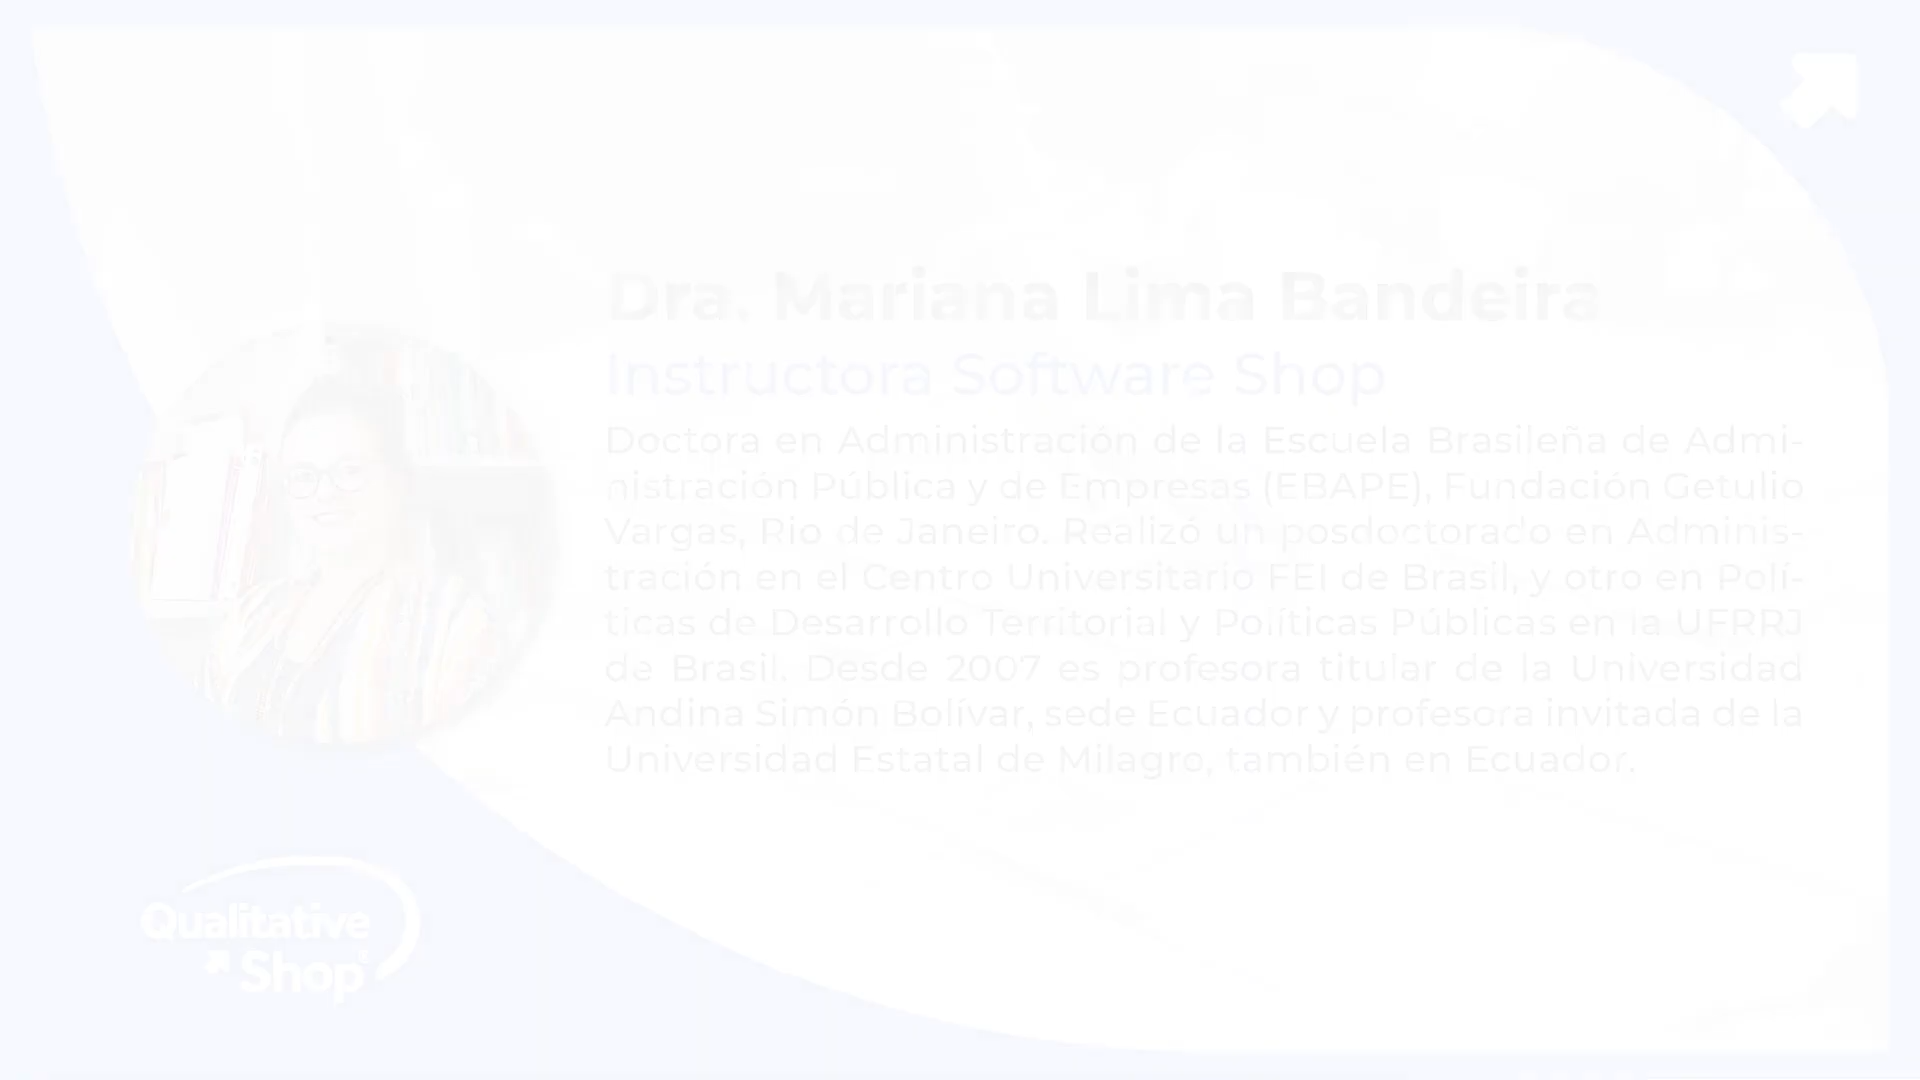 Dra. Mariana Lima Bandeira
Instructora Software Shop
Doctora en Administración de la Escuela Brasileña de Admi-
nistración Pública y de Empresas (EBAPE), Fundación Getulio
Vargas, Rio de Janeiro. Realizó un posdoctorado en Adminis-
tración en el Centro Universitario FEI de Brasil, y otro en Polí-
ticas de Desarrollo Territorial y Políticas Públicas en la UFRRJ
de Brasil. Desde 2007 es profesora titular de la Universidad
Andina Simón Bolívar, sede Ecuador y profesora invitada de la
Universidad Estatal de Milagro, también en Ecuador.
Qualitative
Shop